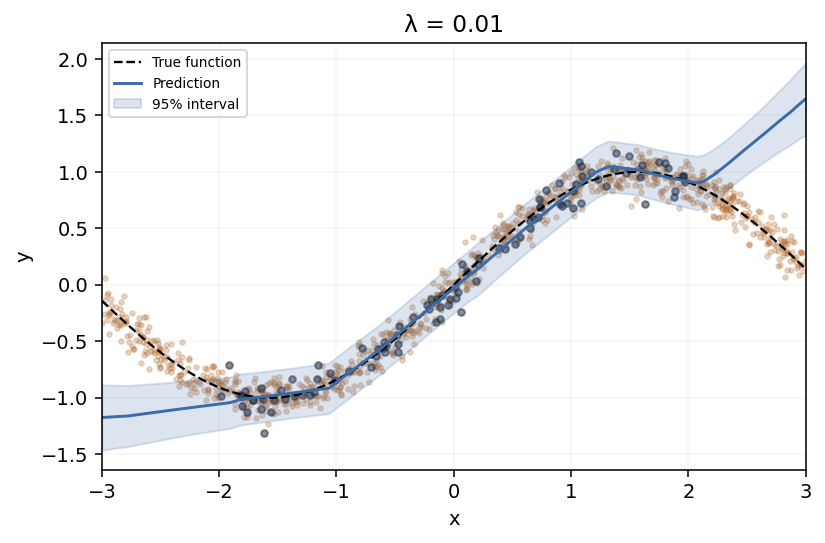 λ = 0.01
True function
Prediction
95% interval
2.0
1.5
1.0
0.5
0.0
−0.5
−1.0
−1.5
y
−3 −2 −1 0 1 2 3
x